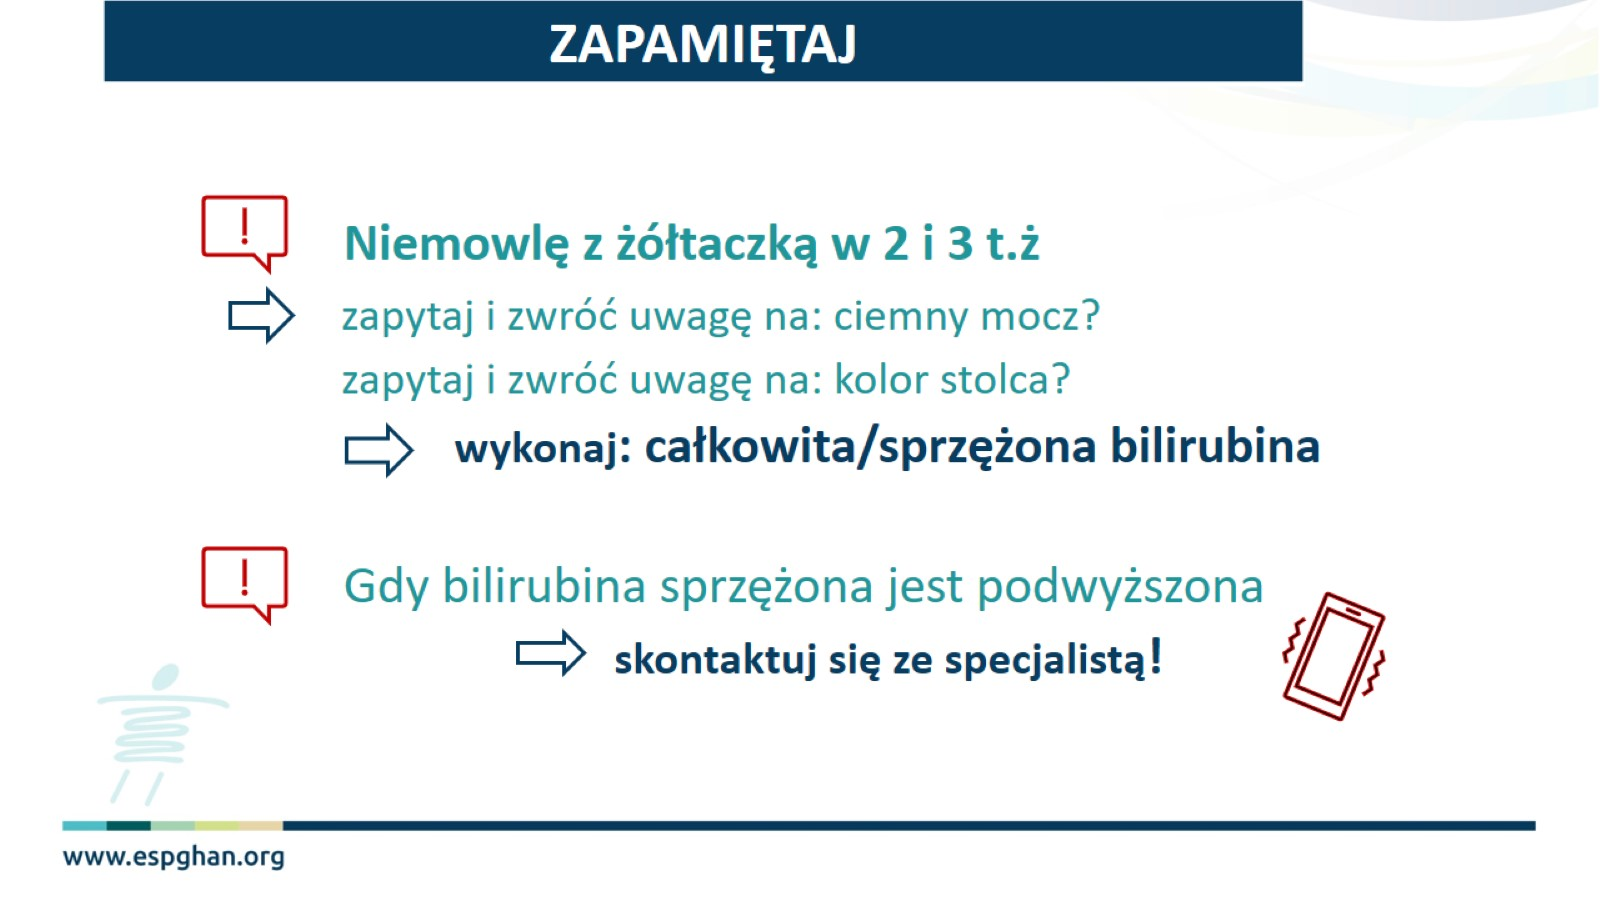 ZAPAMIĘTAJ
!
Niemowlę z żółtaczką w 2 i 3 t.ż
zapytaj i zwróć uwagę na: ciemny mocz?
zapytaj i zwróć uwagę na: kolor stolca?
wykonaj: całkowita/sprzężona bilirubina
!
Gdy bilirubina sprzężona jest podwyższona
skontaktuj się ze specjalistą!
www.espghan.org